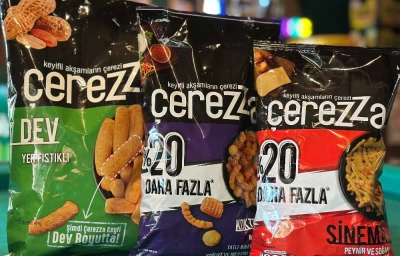 keyifli akşamların çerezi
çerezza
DEV
YER FISTIKLI
Şimdi Çerezza Keyfi
Dev Boyutta!
keyifli akşamların çerezi
çerezza
%20
DAHA FAZLA*
keyifli akşamların çerezi
çerezza
%20
DAHA FAZLA*
SİNEMA
PEYNİR VE SOĞAN